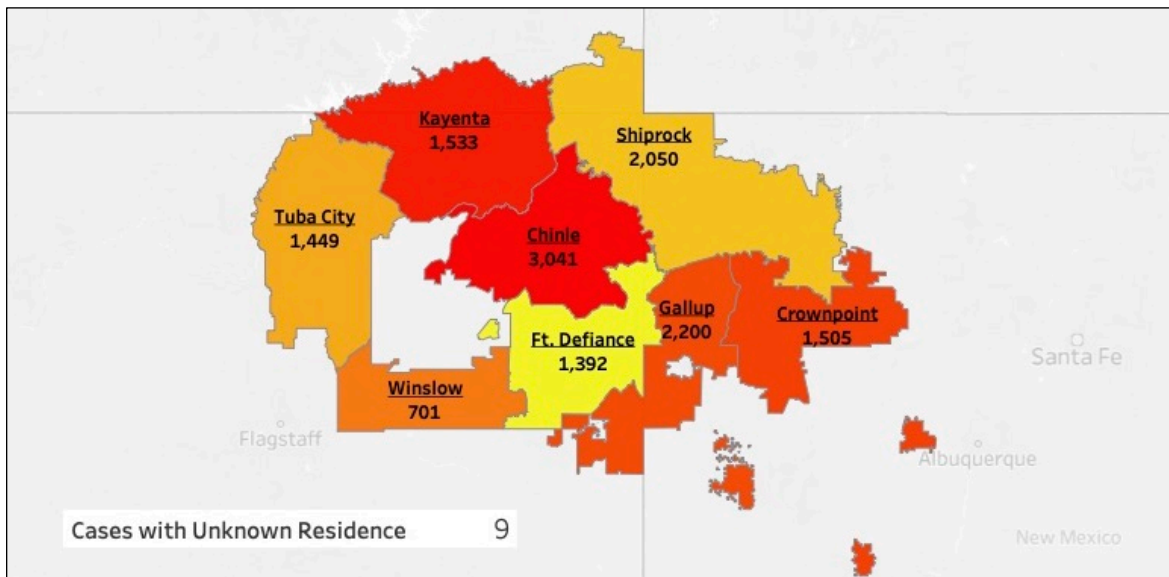 Kayenta
1,533
Shiprock
2,050
Tuba City
1,449
Chinle
3,041
Gallup
2,200
Crownpoint
1,505
Ft. Defiance
1,392
Santa Fe
Winslow
701
Flagstaff
Albuquerque
Cases with Unknown Residence 9
New Mexico